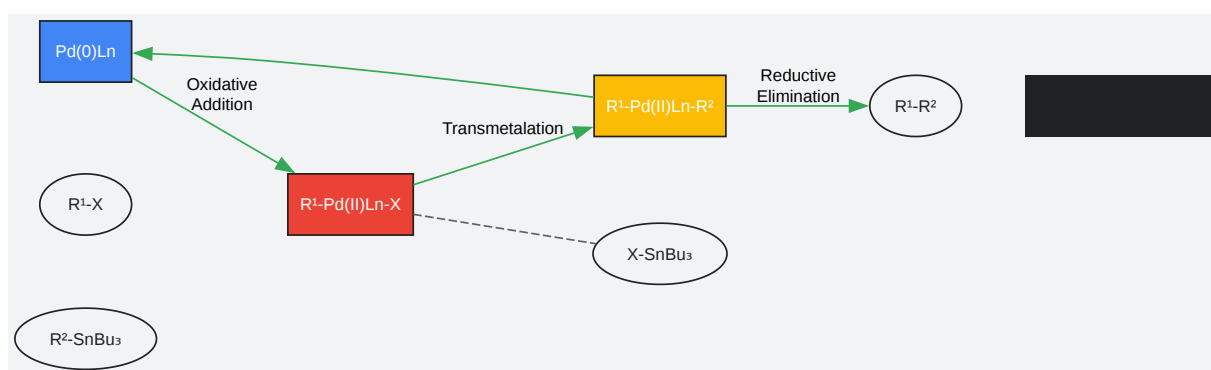 Pd(0)Ln
Oxidative
Addition
R¹-Pd(II)Ln-R²
Reductive
Elimination
R¹-R²
Transmetalation
R¹-X
R¹-Pd(II)Ln-X
X-SnBu₃
R²-SnBu₃